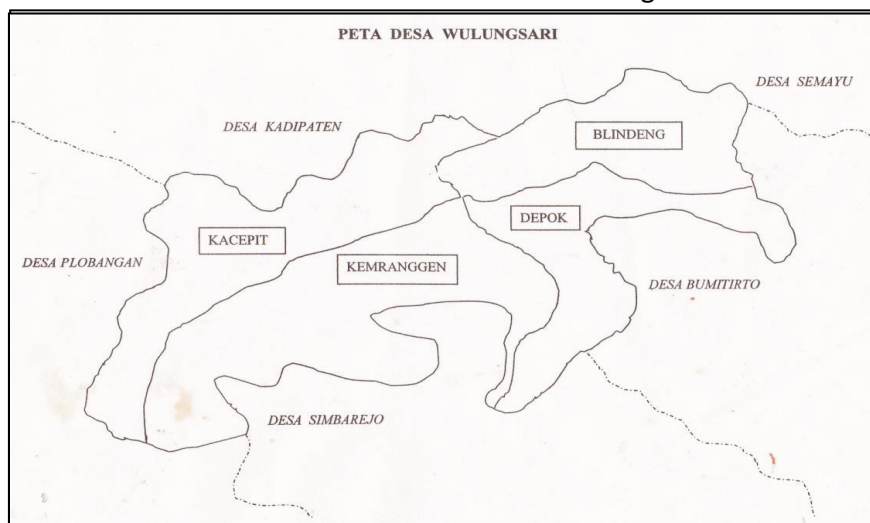 PETA DESA WULUNGSARI
DESA SEMAYU
DESA KADIPATEN
BLINDENG
DEPOK
KACEPIT
KEMRANGGEN
DESA PLOBANGAN
DESA BUMITIRTO
DESA SIMBAREJO